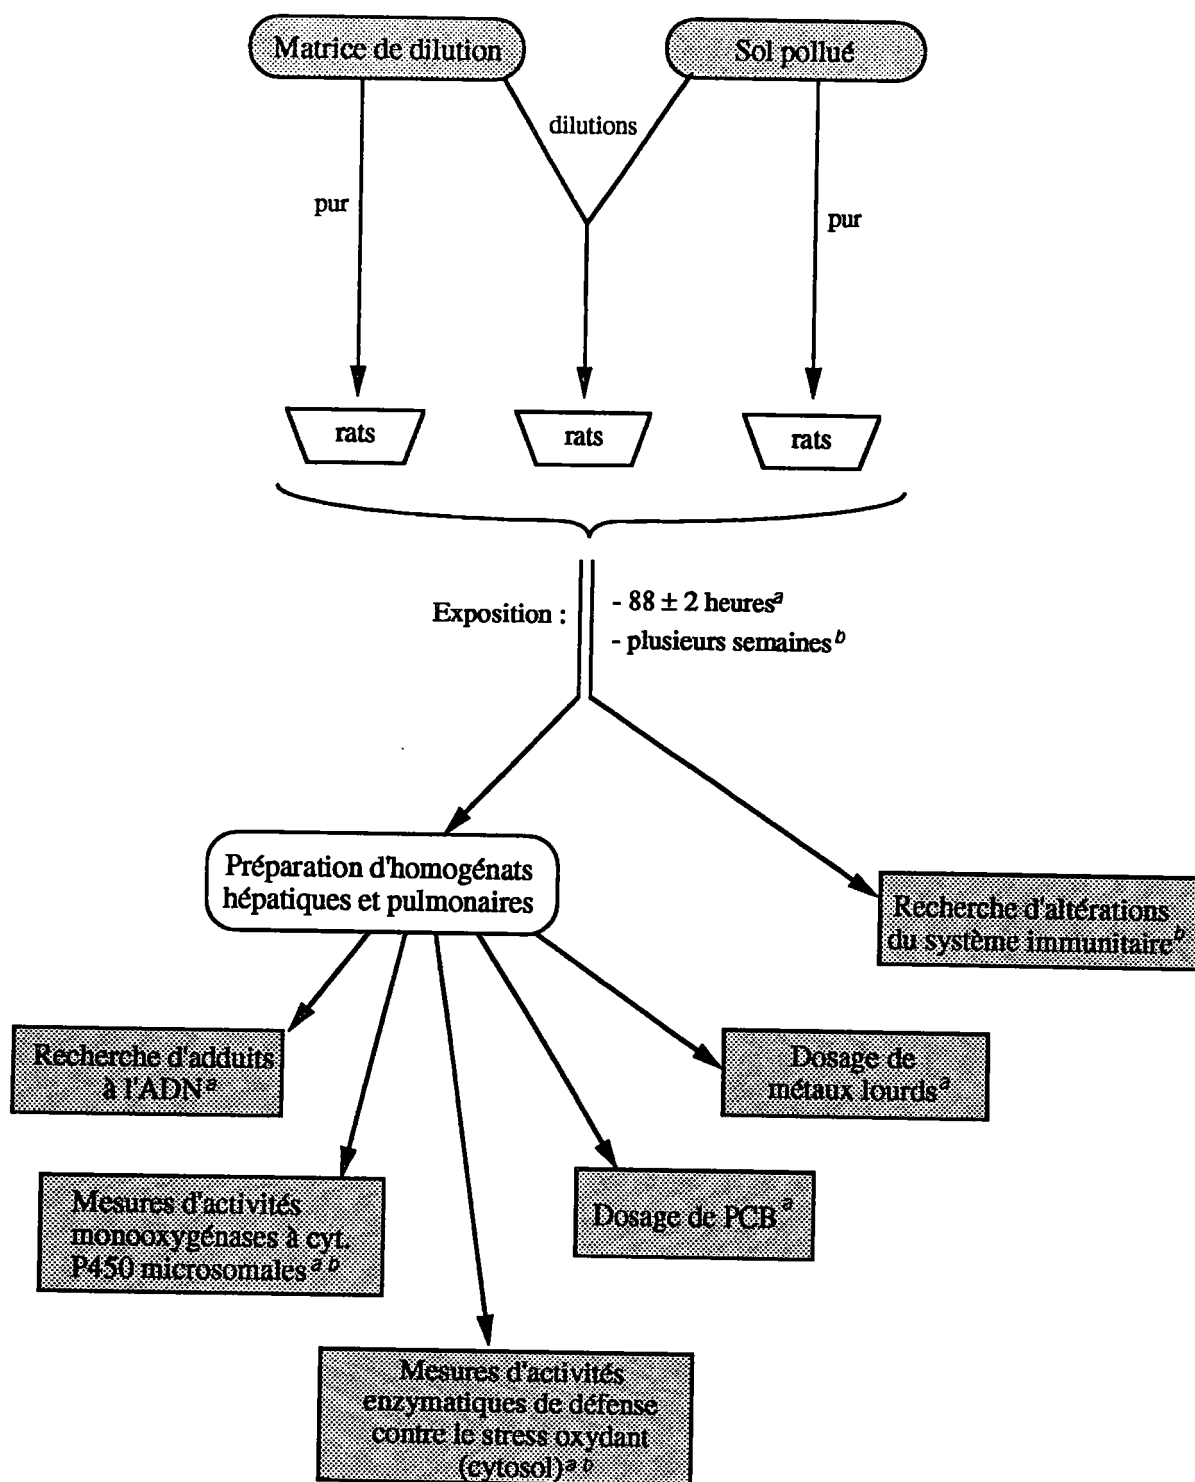 Matrice de dilution
Sol pollué
dilutions
pur
pur
rats
rats
rats
Exposition :
- 88 ± 2 heures^a
- plusieurs semaines^b
Préparation d'homogénats
hépatiques et pulmonaires
Recherche d'altérations
du système immunitaire^b
Recherche d'adduits
à l'ADN^a
Dosage de
métaux lourds^a
Mesures d'activités
monooxygénases à cyt.
P450 microsomales^a b
Dosage de PCB^a
Mesures d'activités
enzymatiques de défense
contre le stress oxydant
(cytosol)^a b